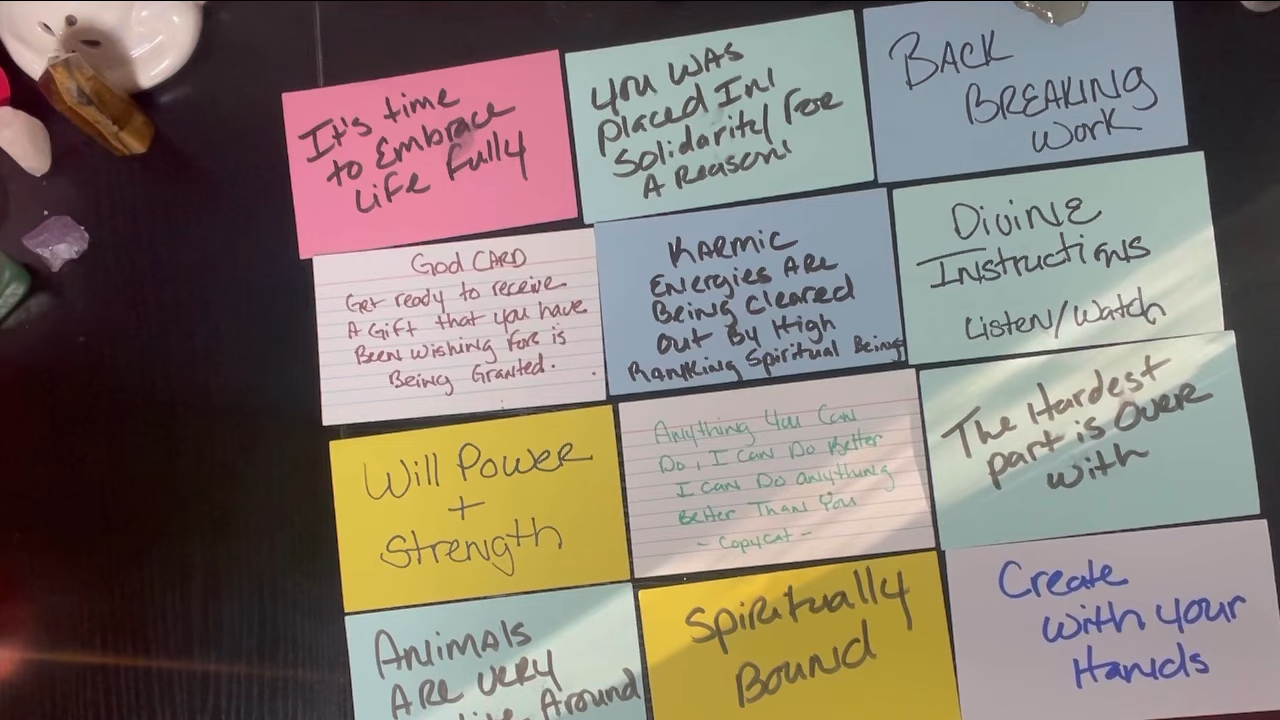 It's time
to Embrace
Life Fully
You was
placed In!
Solidarity/For
A Reason!
Back
Breaking
Work
God Card
Get ready to receive
A Gift that you have
Been wishing for is
Being Granted.
Karmic
Energies Are
Being Cleared
out By High
Ranking Spiritual Beings
Divine
Instructions
Listen/Watch
Will Power
+
Strength
Anything You Can
Do, I Can Do Better
I can Do anything
Better Than You
- Copycat -
The Hardest
part is Over
with
Animals
Are very
Around
Spiritually
Bound
Create
with your
Hands